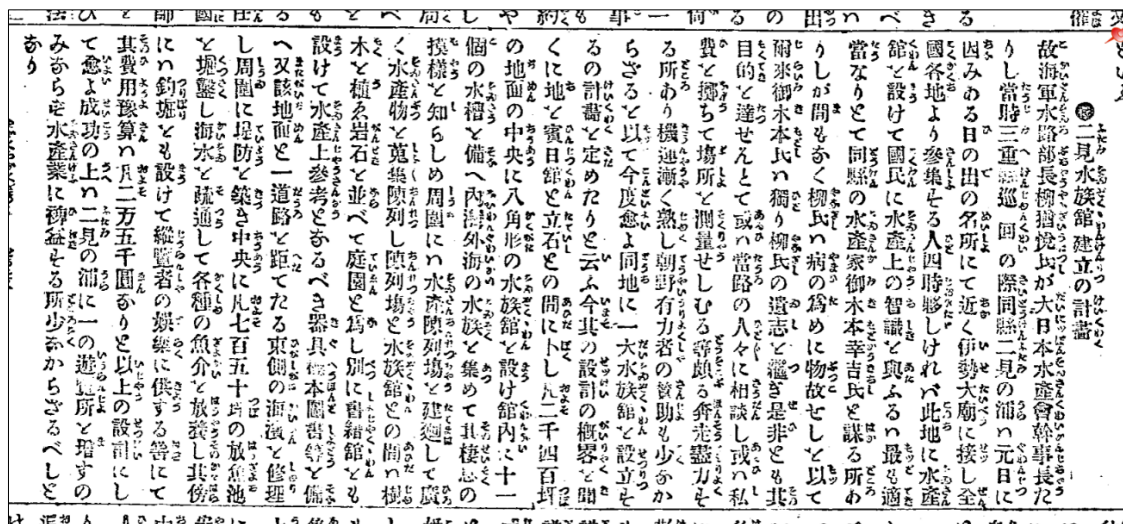 二見水族館建立の計畫
故海軍水路部長柳猶悦氏が大日本水產會幹事長た
りし當時三重縣巡回の際同縣二見の浦ハ元日に
因みある日の出の名所にて近く伊勢大廟に接し全
國各地より參集する人四時夥しけれバ此地に水產
館を設けて國民に水產上の智識を與ふるハ最も適
當なりとて同縣の水產家御木本幸吉氏と謀る所あ
りしが間もなく柳氏ハ病の爲めに物故せしを以て
爾來御木本氏ハ獨り柳氏の遺志を繼ぎ是非とも其
目的を達せんとて或ハ當路の人々に相談し或ハ私
費を擲ちて塲所を測量せしむる等頗る奔走盡力す
る所あり機運漸く熟し朝野有力者の賛助も少なか
らざるを以て今度愈よ同地に一大水族館を設立す
るの計畫を定めたりと云ふ今其の設計の概畧を聞
くに地を賓日舘と立石との間に卜し凡二千四百坪
の地面の中央に八角形の水族館を設け舘內に十一
個の水槽を備へ內灣外海の水族を集めて其棲息の
摸樣を知らしめ周圍にハ水產陳列塲を建廻して廣
く水產物を蒐集陳列し陳列塲と水族舘との間ハ樹
木を植ゑ岩石を並べて庭園と爲し別に書籍舘とも
設けて水產上參考となるべき器具標本圖書等を備
へ又該地面と一道路を距てたる東側の海濱を修理
し周圍に堤防を築き中央に凡七百五十坪の放魚池
を堀鑿し海水を疏通して各種の魚介を放養し其傍
にハ釣堀をも設けて縱覽者の娛樂に供する筈にて
其費用豫算ハ凡二万五千圓なりと以上の設計にし
て愈よ成功の上ハ二見の浦に一の遊覽所を增すの
みならず水產業に裨益する所少なからざるべしと
なり